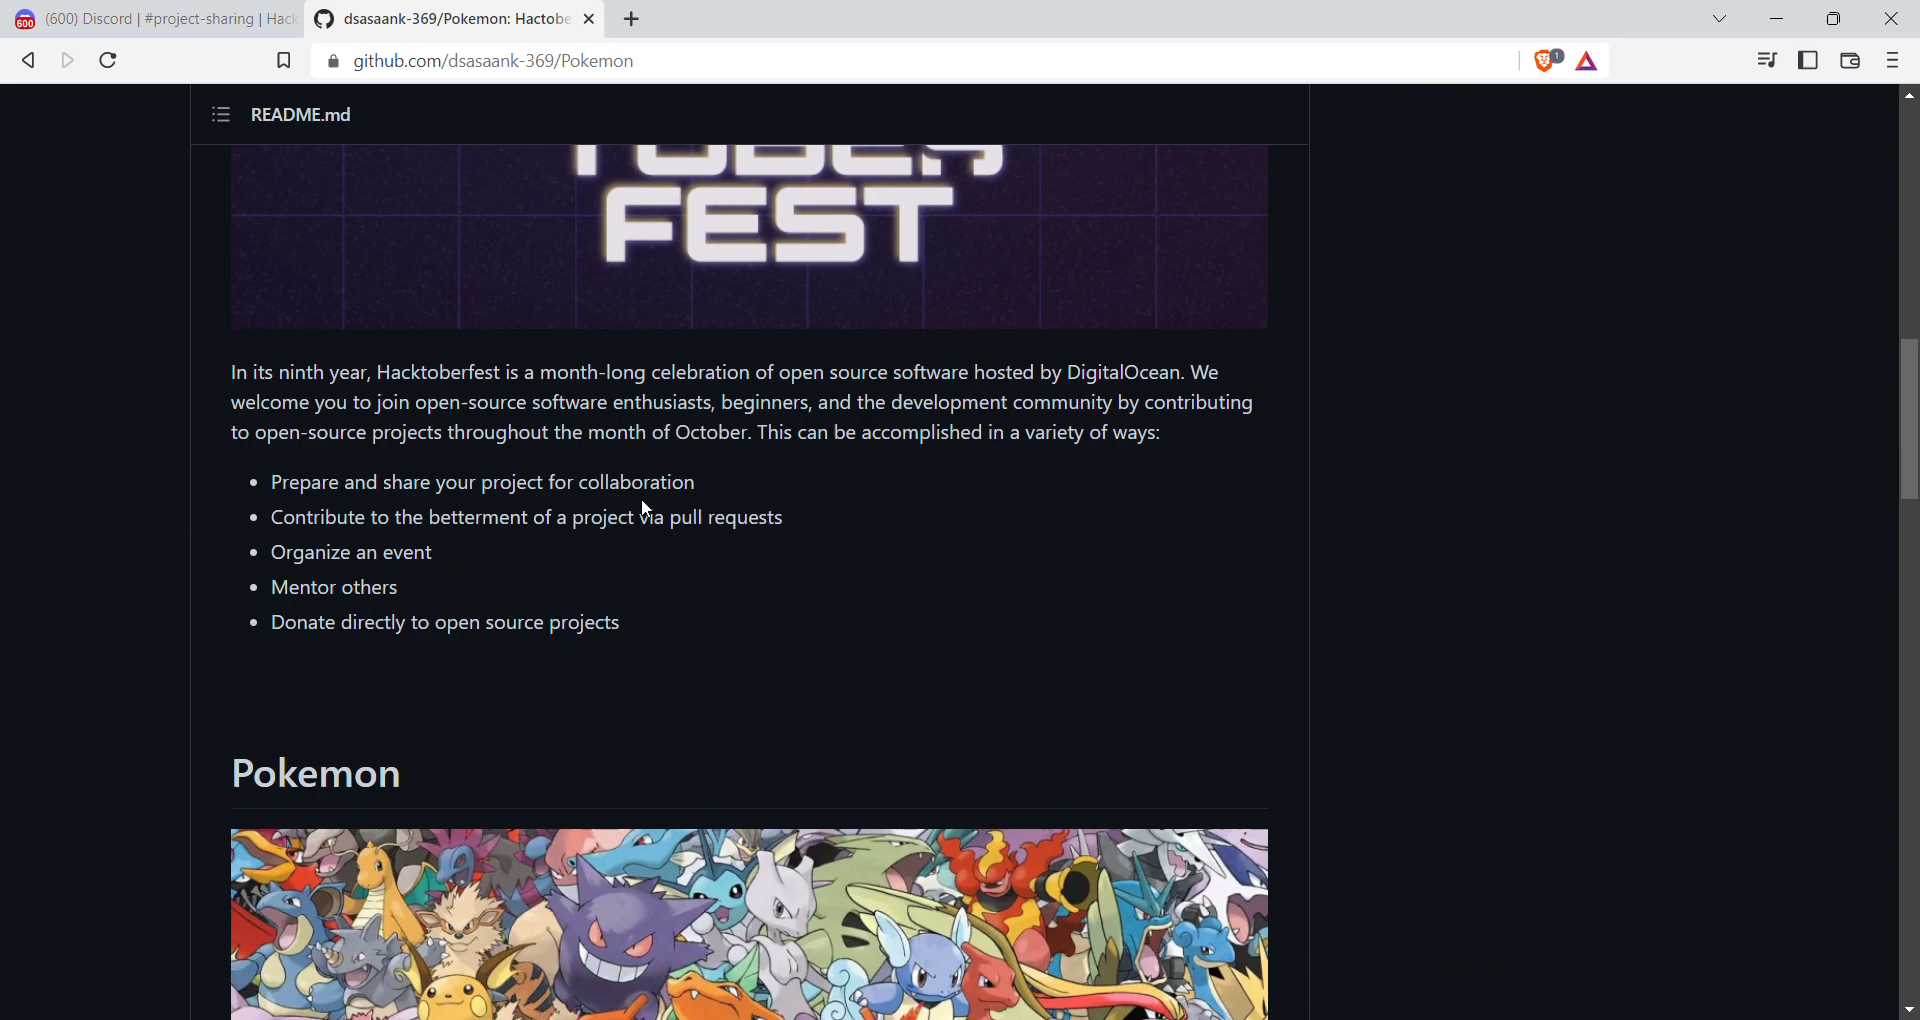 600 (600) Discord | #project-sharing | Hack
dsasaank-369/Pokemon: Hactobe
github.com/dsasaank-369/Pokemon
1
README.md
FEST
In its ninth year, Hacktoberfest is a month-long celebration of open source software hosted by DigitalOcean. We
welcome you to join open-source software enthusiasts, beginners, and the development community by contributing
to open-source projects throughout the month of October. This can be accomplished in a variety of ways:
• Prepare and share your project for collaboration
• Contribute to the betterment of a project via pull requests
• Organize an event
• Mentor others
• Donate directly to open source projects
Pokemon